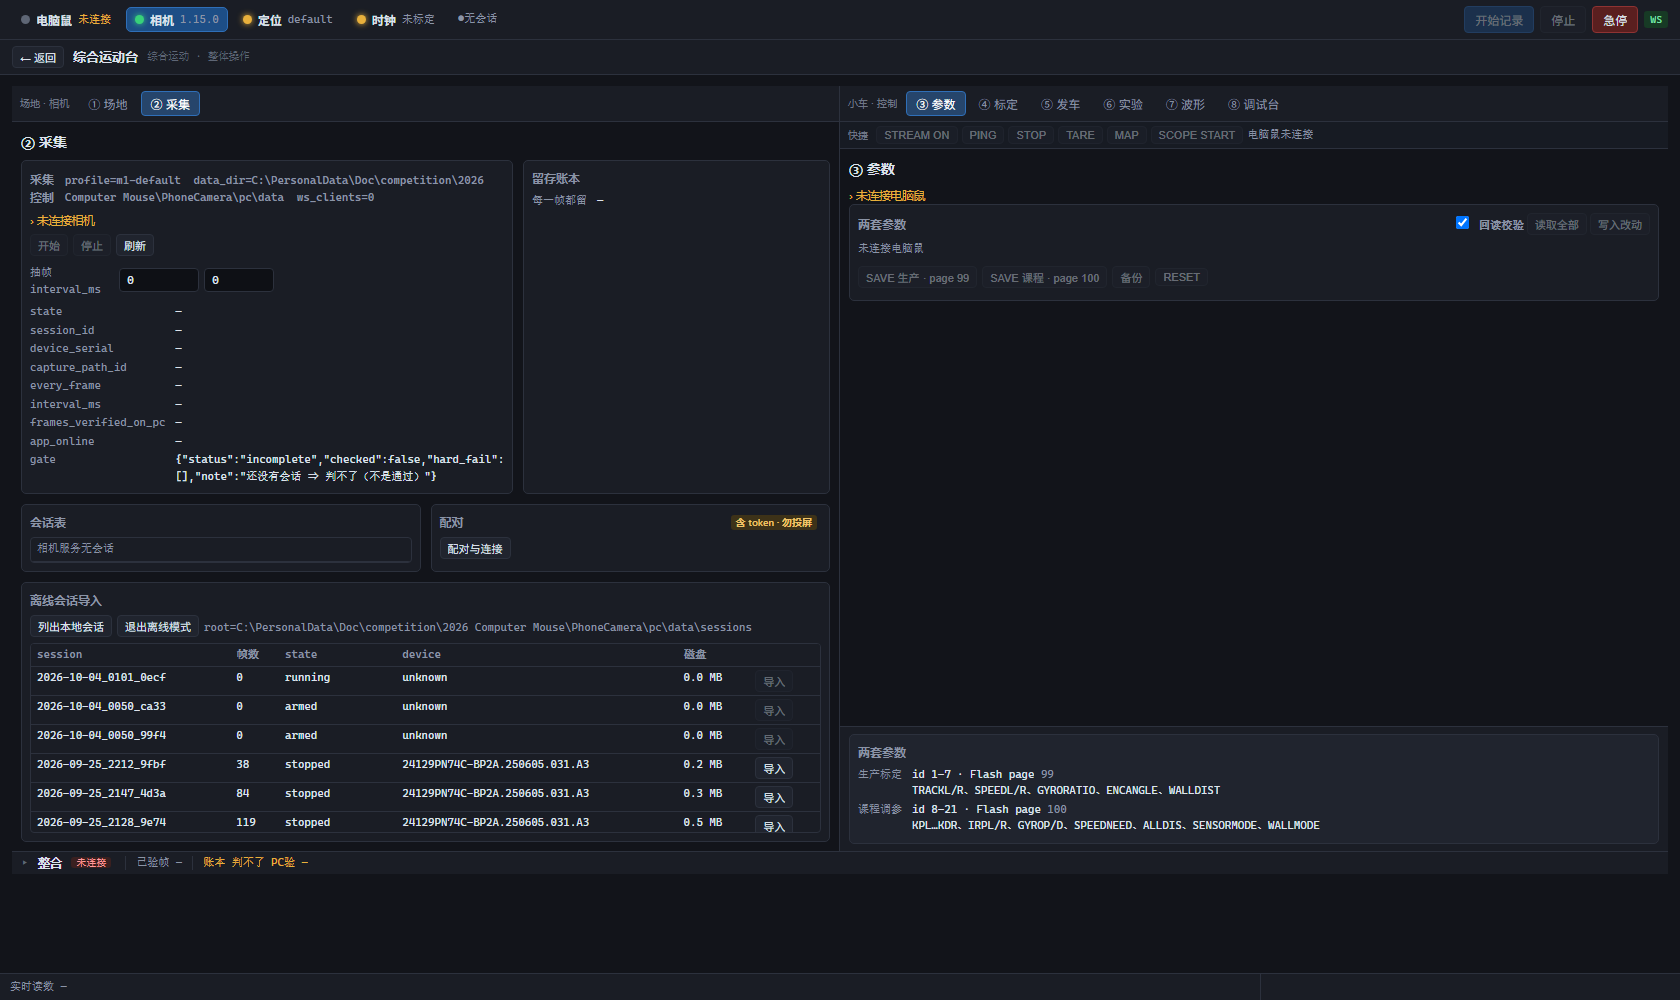 电脑鼠 未连接 相机 1.15.0 定位 default 时钟 未标定 无会话 开始记录 停止 急停 WS
←返回 综合运动台 综合运动 · 整体操作
场地 · 相机 ① 场地 ② 采集
② 采集
采集控制 profile=m1-default data_dir=C:\PersonalData\Doc\competition\2026
Computer Mouse\PhoneCamera\pc\data ws_clients=0
› 未连接相机
开始 停止 刷新
抽帧 interval_ms 0 0
state —
session_id —
device_serial —
capture_path_id —
every_frame —
interval_ms —
frames_verified_on_pc —
app_online —
gate {"status":"incomplete","checked":false,"hard_fail":
[],"note":"还没有会话 ⇒ 判不了（不是通过）"}
留存账本
每一帧都留 —
会话表
相机服务无会话
配对 含 token · 勿投屏
配对与连接
离线会话导入
列出本地会话 退出离线模式 root=C:\PersonalData\Doc\competition\2026 Computer Mouse\PhoneCamera\pc\data\sessions
session 帧数 state device 磁盘
2026-10-04_0101_0ecf 0 running unknown 0.0 MB 导入
2026-10-04_0050_ca33 0 armed unknown 0.0 MB 导入
2026-10-04_0050_99f4 0 armed unknown 0.0 MB 导入
2026-09-25_2212_9fbf 38 stopped 24129PN74C-BP2A.250605.031.A3 0.2 MB 导入
2026-09-25_2147_4d3a 84 stopped 24129PN74C-BP2A.250605.031.A3 0.3 MB 导入
2026-09-25_2128_9e74 119 stopped 24129PN74C-BP2A.250605.031.A3 0.5 MB 导入
小车 · 控制 ③ 参数 ④ 标定 ⑤ 发车 ⑥ 实验 ⑦ 波形 ⑧ 调试台
快捷 STREAM ON PING STOP TARE MAP SCOPE START 电脑鼠未连接
③ 参数
› 未连接电脑鼠
两套参数 回读校验 读取全部 写入改动
未连接电脑鼠
SAVE 生产 · page 99 SAVE 课程 · page 100 备份 RESET
两套参数
生产标定 id 1–7 · Flash page 99
TRACKL/R、SPEEDL/R、GYRORATIO、ENCANGLE、WALLDIST
课程调参 id 8–21 · Flash page 100
KPL…KDR、IRPL/R、GYROP/D、SPEEDNEED、ALLDIS、SENSORMODE、WALLMODE
▸ 整合 未连接 已验帧 — 账本 判不了 PC验 —
实时读数 —